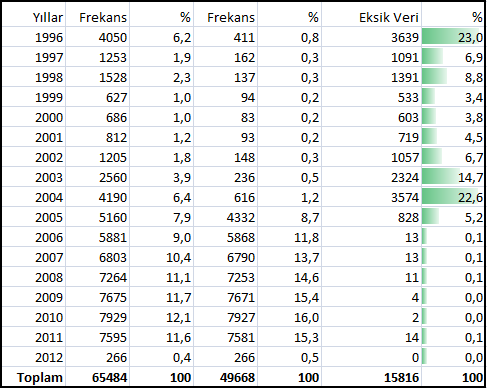 Yıllar Frekans % Frekans % Eksik Veri %
1996 4050 6,2 411 0,8 3639 23,0
1997 1253 1,9 162 0,3 1091 6,9
1998 1528 2,3 137 0,3 1391 8,8
1999 627 1,0 94 0,2 533 3,4
2000 686 1,0 83 0,2 603 3,8
2001 812 1,2 93 0,2 719 4,5
2002 1205 1,8 148 0,3 1057 6,7
2003 2560 3,9 236 0,5 2324 14,7
2004 4190 6,4 616 1,2 3574 22,6
2005 5160 7,9 4332 8,7 828 5,2
2006 5881 9,0 5868 11,8 13 0,1
2007 6803 10,4 6790 13,7 13 0,1
2008 7264 11,1 7253 14,6 11 0,1
2009 7675 11,7 7671 15,4 4 0,0
2010 7929 12,1 7927 16,0 2 0,0
2011 7595 11,6 7581 15,3 14 0,1
2012 266 0,4 266 0,5 0 0,0
Toplam 65484 100 49668 100 15816 100